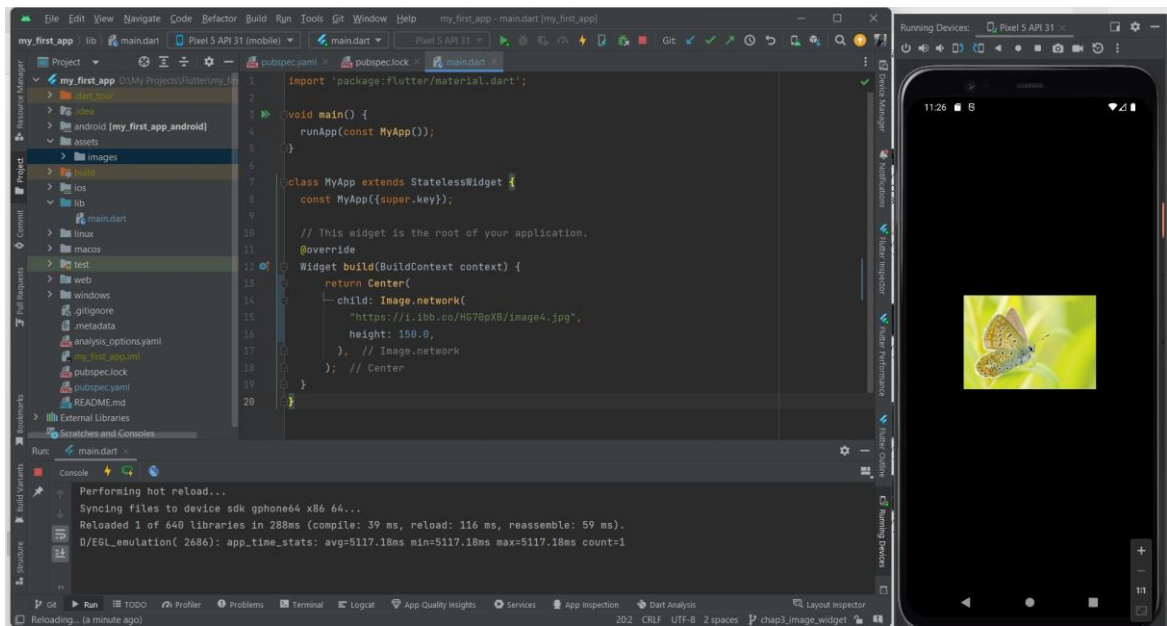 File Edit View Navigate Code Refactor Build Run Tools Git Window Help my_first_app - main.dart [my_first_app]
my_first_app lib main.dart Pixel 5 API 31 (mobile) main.dart Pixel 5 API 31 Git:
Project
pubspec.yaml pubspec.lock main.dart
my_first_app D:\My Projects\Flutter\my_firs
.dart_tool
.idea
android [my_first_app_android]
assets
images
build
ios
lib
main.dart
linux
macos
test
web
windows
.gitignore
.metadata
analysis_options.yaml
my_first_app.iml
pubspec.lock
pubspec.yaml
README.md
External Libraries
Scratches and Consoles
1 import 'package:flutter/material.dart';
2
3 void main() {
4 runApp(const MyApp());
5 }
6
7 class MyApp extends StatelessWidget {
8 const MyApp({super.key});
9
10 // This widget is the root of your application.
11 @override
12 Widget build(BuildContext context) {
13 return Center(
14 child: Image.network(
15 "https://i.ibb.co/HG70pX8/image4.jpg",
16 height: 150.0,
17 ), // Image.network
18 ); // Center
19 }
20 }
Resource Manager
Project
Commit
Pull Requests
Bookmarks
Build Variants
Structure
Device Manager
Notifications
Flutter Inspector
Flutter Performance
Flutter Outline
Running Devices
Run: main.dart
Console
Performing hot reload...
Syncing files to device sdk gphone64 x86 64...
Reloaded 1 of 640 libraries in 288ms (compile: 39 ms, reload: 116 ms, reassemble: 59 ms).
D/EGL_emulation( 2686): app_time_stats: avg=5117.18ms min=5117.18ms max=5117.18ms count=1
Git Run TODO Profiler Problems Terminal Logcat App Quality Insights Services App Inspection Dart Analysis Layout Inspector
Reloading... (a minute ago) 20:2 CRLF UTF-8 2 spaces chap3_image_widget
Running Devices: Pixel 5 API 31
11:26
1:1